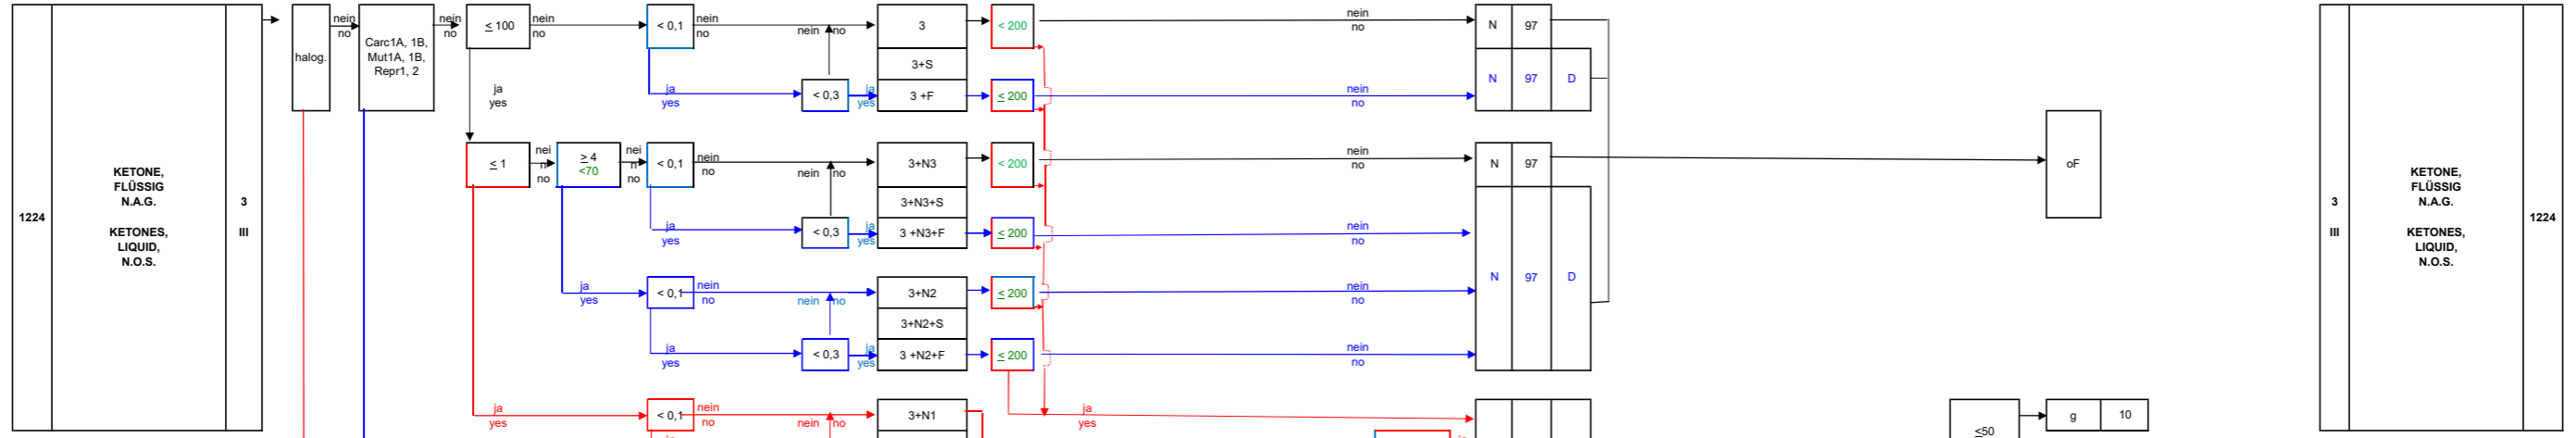 1224
KETONE,
FLÜSSIG
N.A.G.
KETONES,
LIQUID,
N.O.S.
3
III
halog.
nein
no
Carc1A, 1B,
Mut1A, 1B,
Repr1, 2
nein
no
≤ 100
nein
no
< 0,1
nein
no
nein no
3
< 200
nein
no
N 97
3+S
ja
yes
ja
yes
< 0,3
ja
yes
3 +F
≤ 200
nein
no
N 97 D
≤ 1
nei
n
no
≥ 4
<70
nei
n
no
< 0,1
nein
no
nein no
3+N3
< 200
nein
no
N 97
oF
3+N3+S
ja
yes
< 0,3
ja
yes
3 +N3+F
≤ 200
nein
no
N 97 D
ja
yes
< 0,1
nein
no
nein no
3+N2
≤ 200
nein
no
3+N2+S
ja
yes
< 0,3
ja
yes
3 +N2+F
≤ 200
nein
no
ja
yes
< 0,1
nein
no
nein no
3+N1
ja
yes
≤50
g 10
3
III
KETONE,
FLÜSSIG
N.A.G.
KETONES,
LIQUID,
N.O.S.
1224